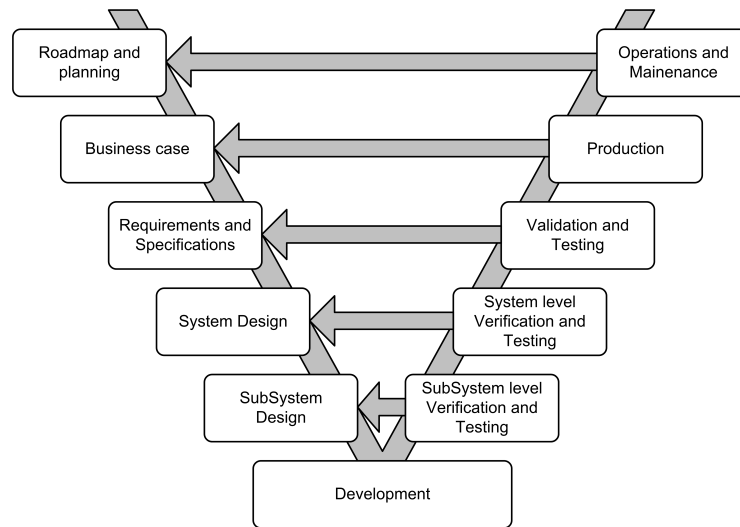 Roadmap and
planning
Operations and
Mainenance
Business case
Production
Requirements and
Specifications
Validation and
Testing
System Design
System level
Verification and
Testing
SubSystem
Design
SubSystem level
Verification and
Testing
Development